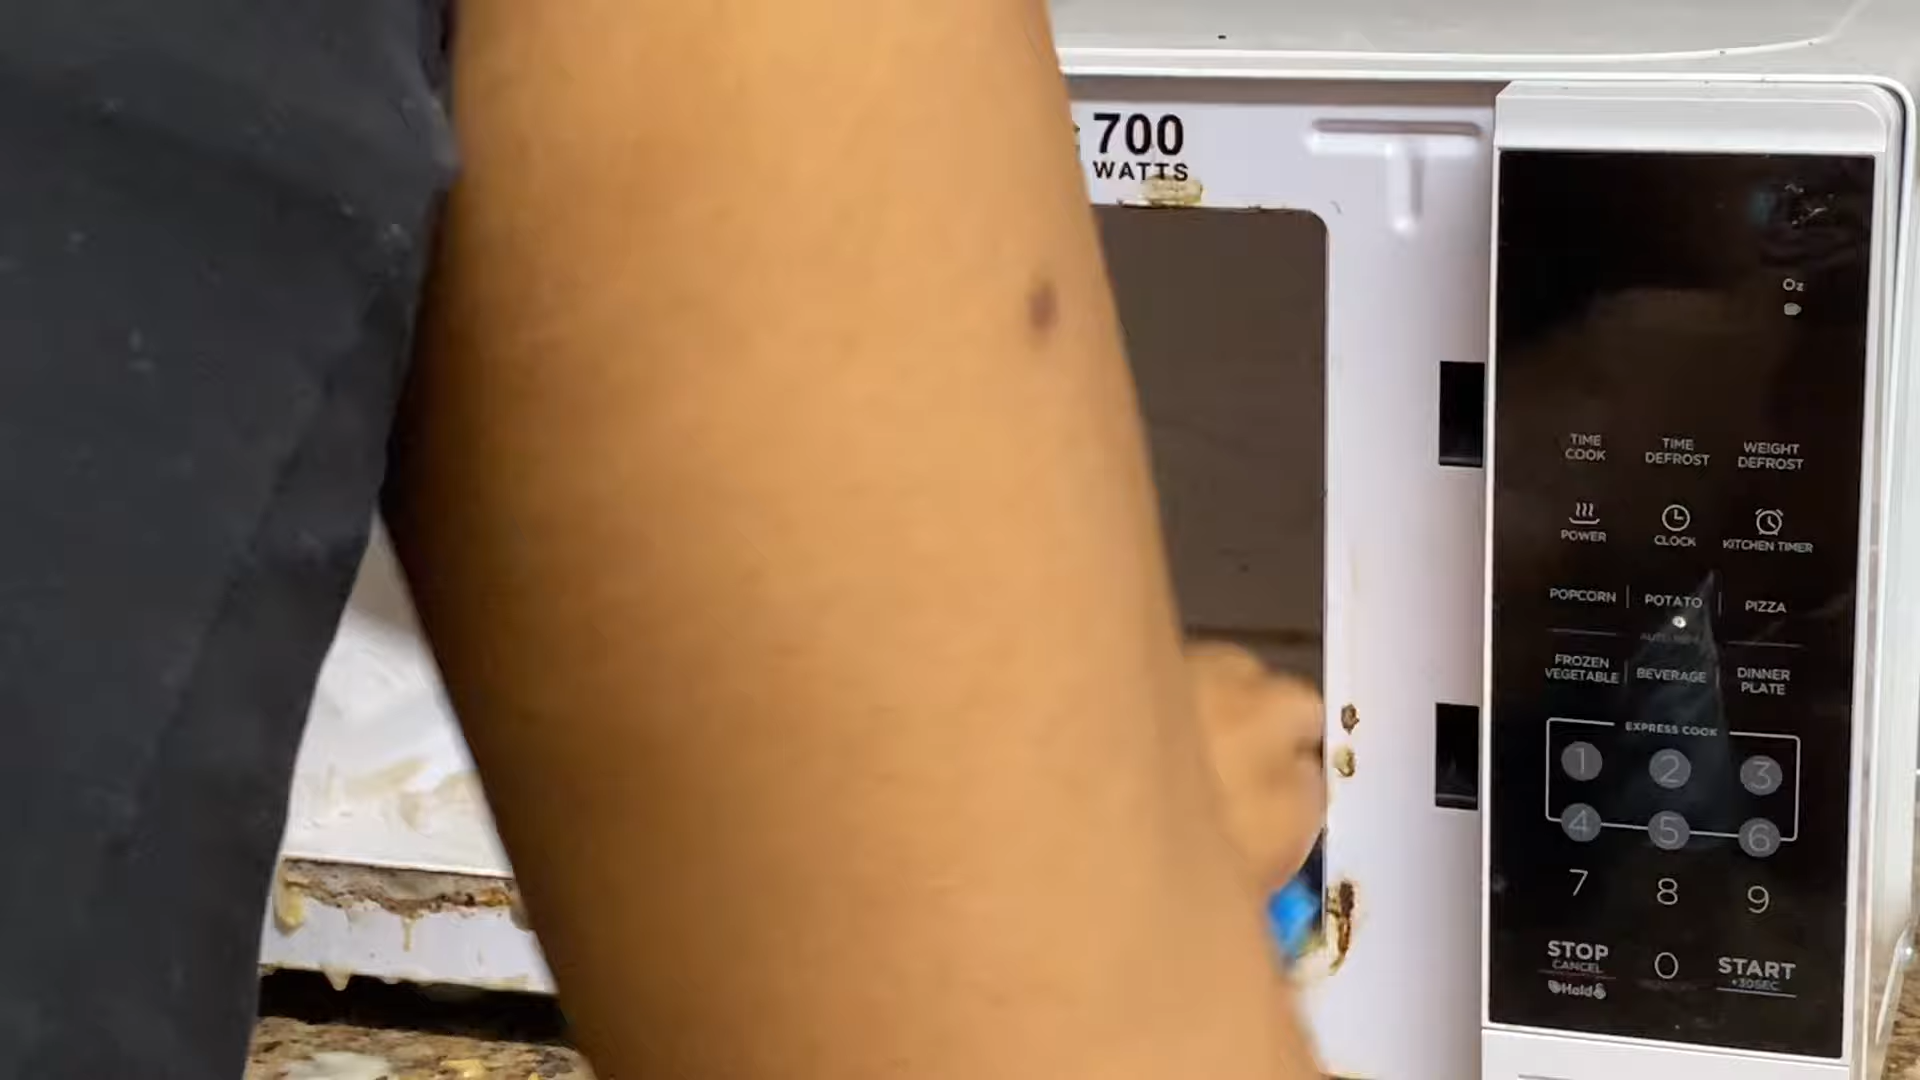 700
WATTS
Oz
TIME
COOK
TIME
DEFROST
WEIGHT
DEFROST
POWER
CLOCK
KITCHEN TIMER
POPCORN
POTATO
PIZZA
FROZEN
VEGETABLE
BEVERAGE
DINNER
PLATE
EXPRESS COOK
1 2 3
4 5 6
7 8 9
STOP
CANCEL
Hold
0
START
+30SEC